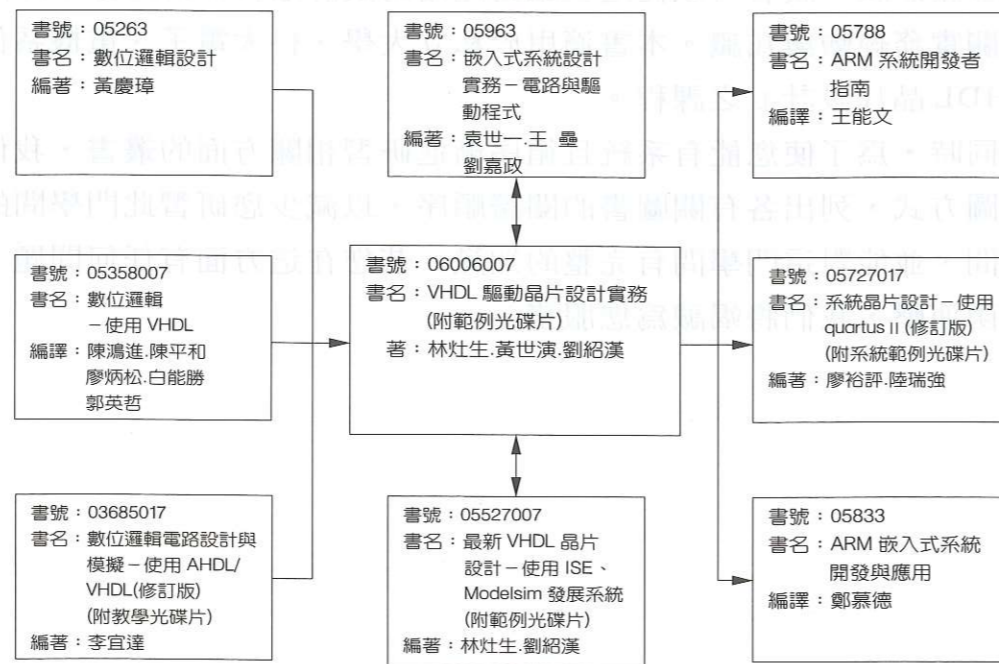 書號：05263
書名：數位邏輯設計
編著：黃慶璋
書號：05963
書名：嵌入式系統設計
實務－電路與驅
動程式
編著：袁世一.王 壘
劉嘉政
書號：05788
書名：ARM 系統開發者
指南
編譯：王能文
書號：05358007
書名：數位邏輯
－使用 VHDL
編譯：陳鴻進.陳平和
廖炳松.白能勝
郭英哲
書號：06006007
書名：VHDL 驅動晶片設計實務
(附範例光碟片)
著：林灶生.黃世演.劉紹漢
書號：05727017
書名：系統晶片設計－使用
quartus II (修訂版)
(附系統範例光碟片)
編著：廖裕評.陸瑞強
書號：03685017
書名：數位邏輯電路設計與
模擬－使用 AHDL/
VHDL(修訂版)
(附教學光碟片)
編著：李宜達
書號：05527007
書名：最新 VHDL 晶片
設計－使用 ISE、
Modelsim 發展系統
(附範例光碟片)
編著：林灶生.劉紹漢
書號：05833
書名：ARM 嵌入式系統
開發與應用
編譯：鄭慕德